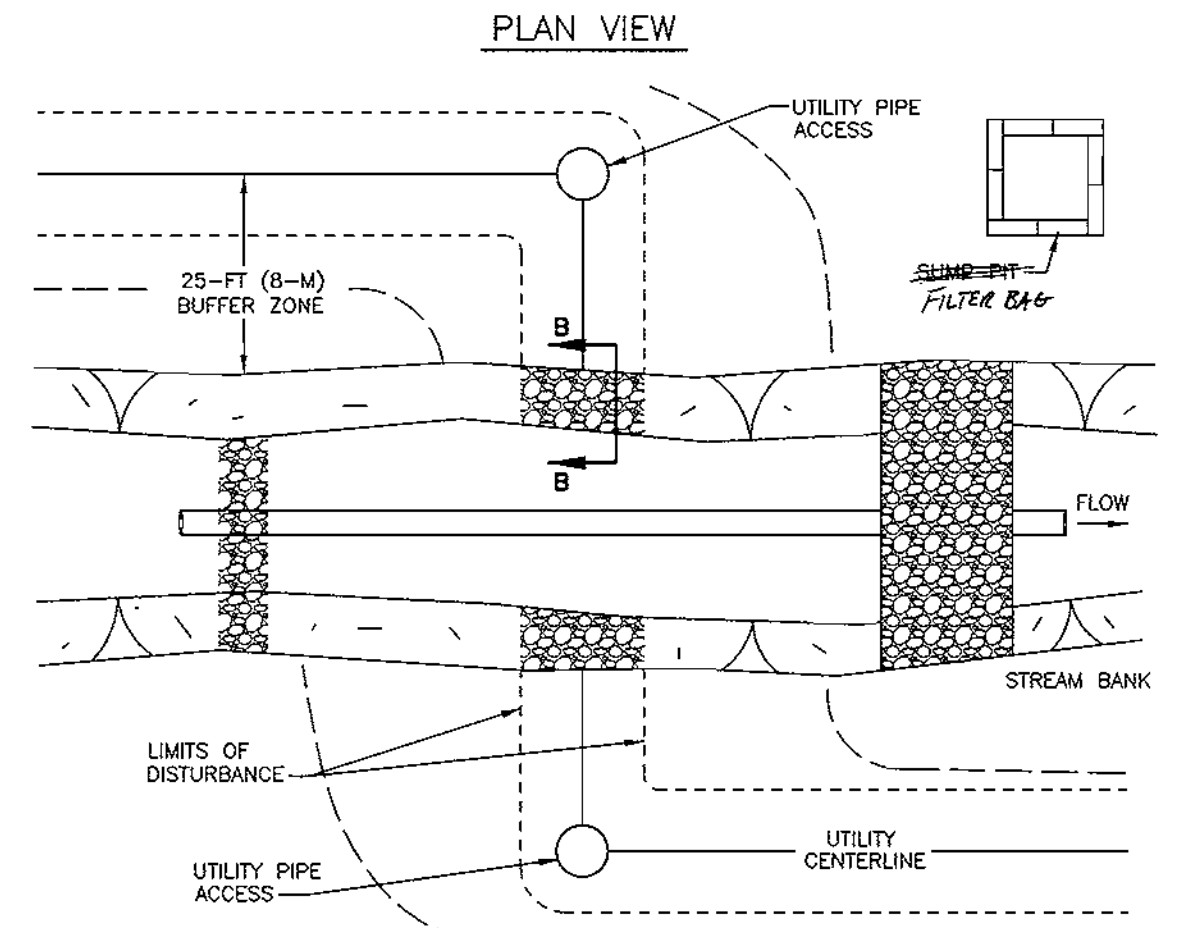 PLAN VIEW
UTILITY PIPE
ACCESS
25-FT (8-M)
BUFFER ZONE
SUMP PIT
FILTER BAG
B
B
FLOW
STREAM BANK
LIMITS OF
DISTURBANCE
UTILITY
CENTERLINE
UTILITY PIPE
ACCESS